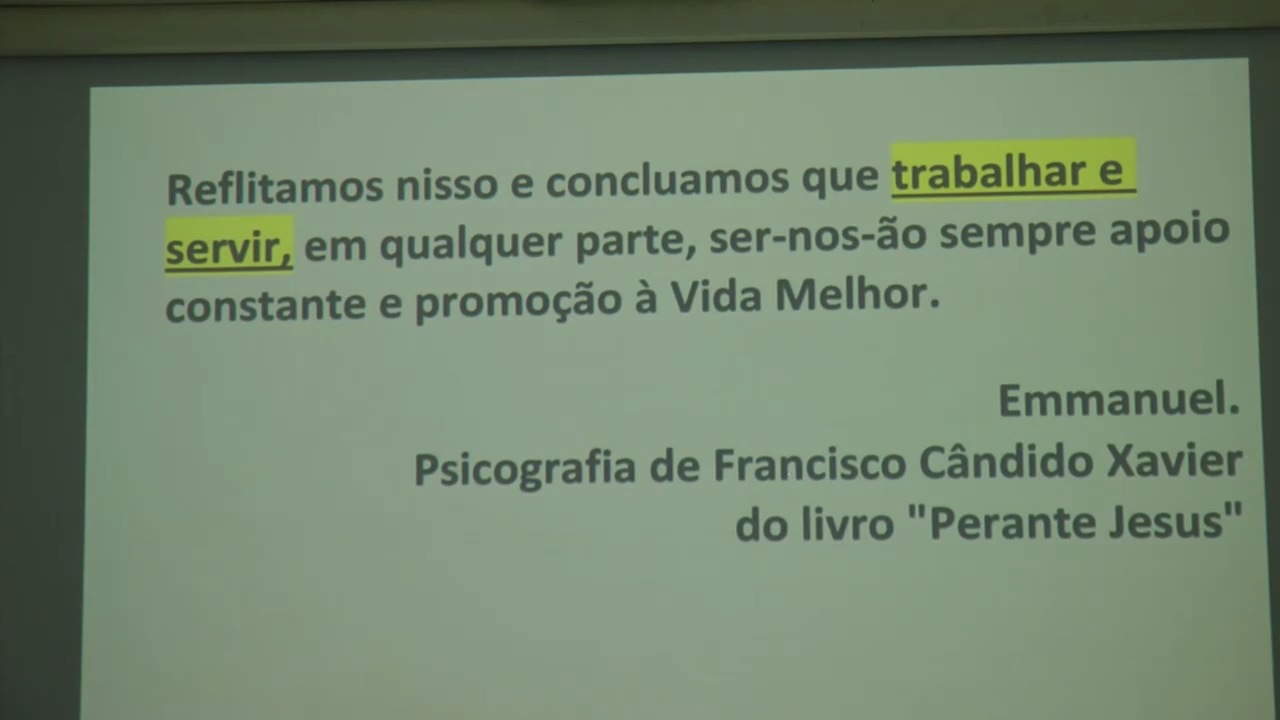 Reflitamos nisso e concluamos que trabalhar e
servir, em qualquer parte, ser-nos-ão sempre apoio
constante e promoção à Vida Melhor.
Emmanuel.
Psicografia de Francisco Cândido Xavier
do livro "Perante Jesus"